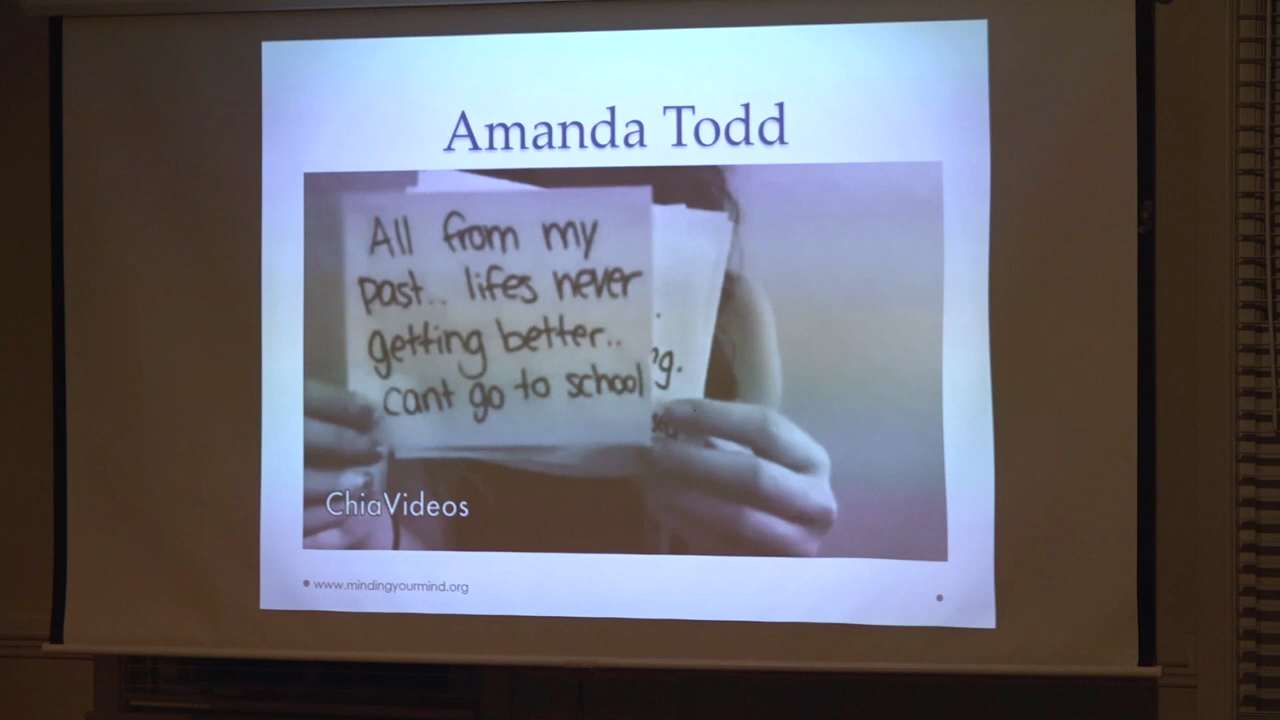 Amanda Todd
All from my
past.. lifes never
getting better..
cant go to school
g.
ChiaVideos
• www.mindingyourmind.org